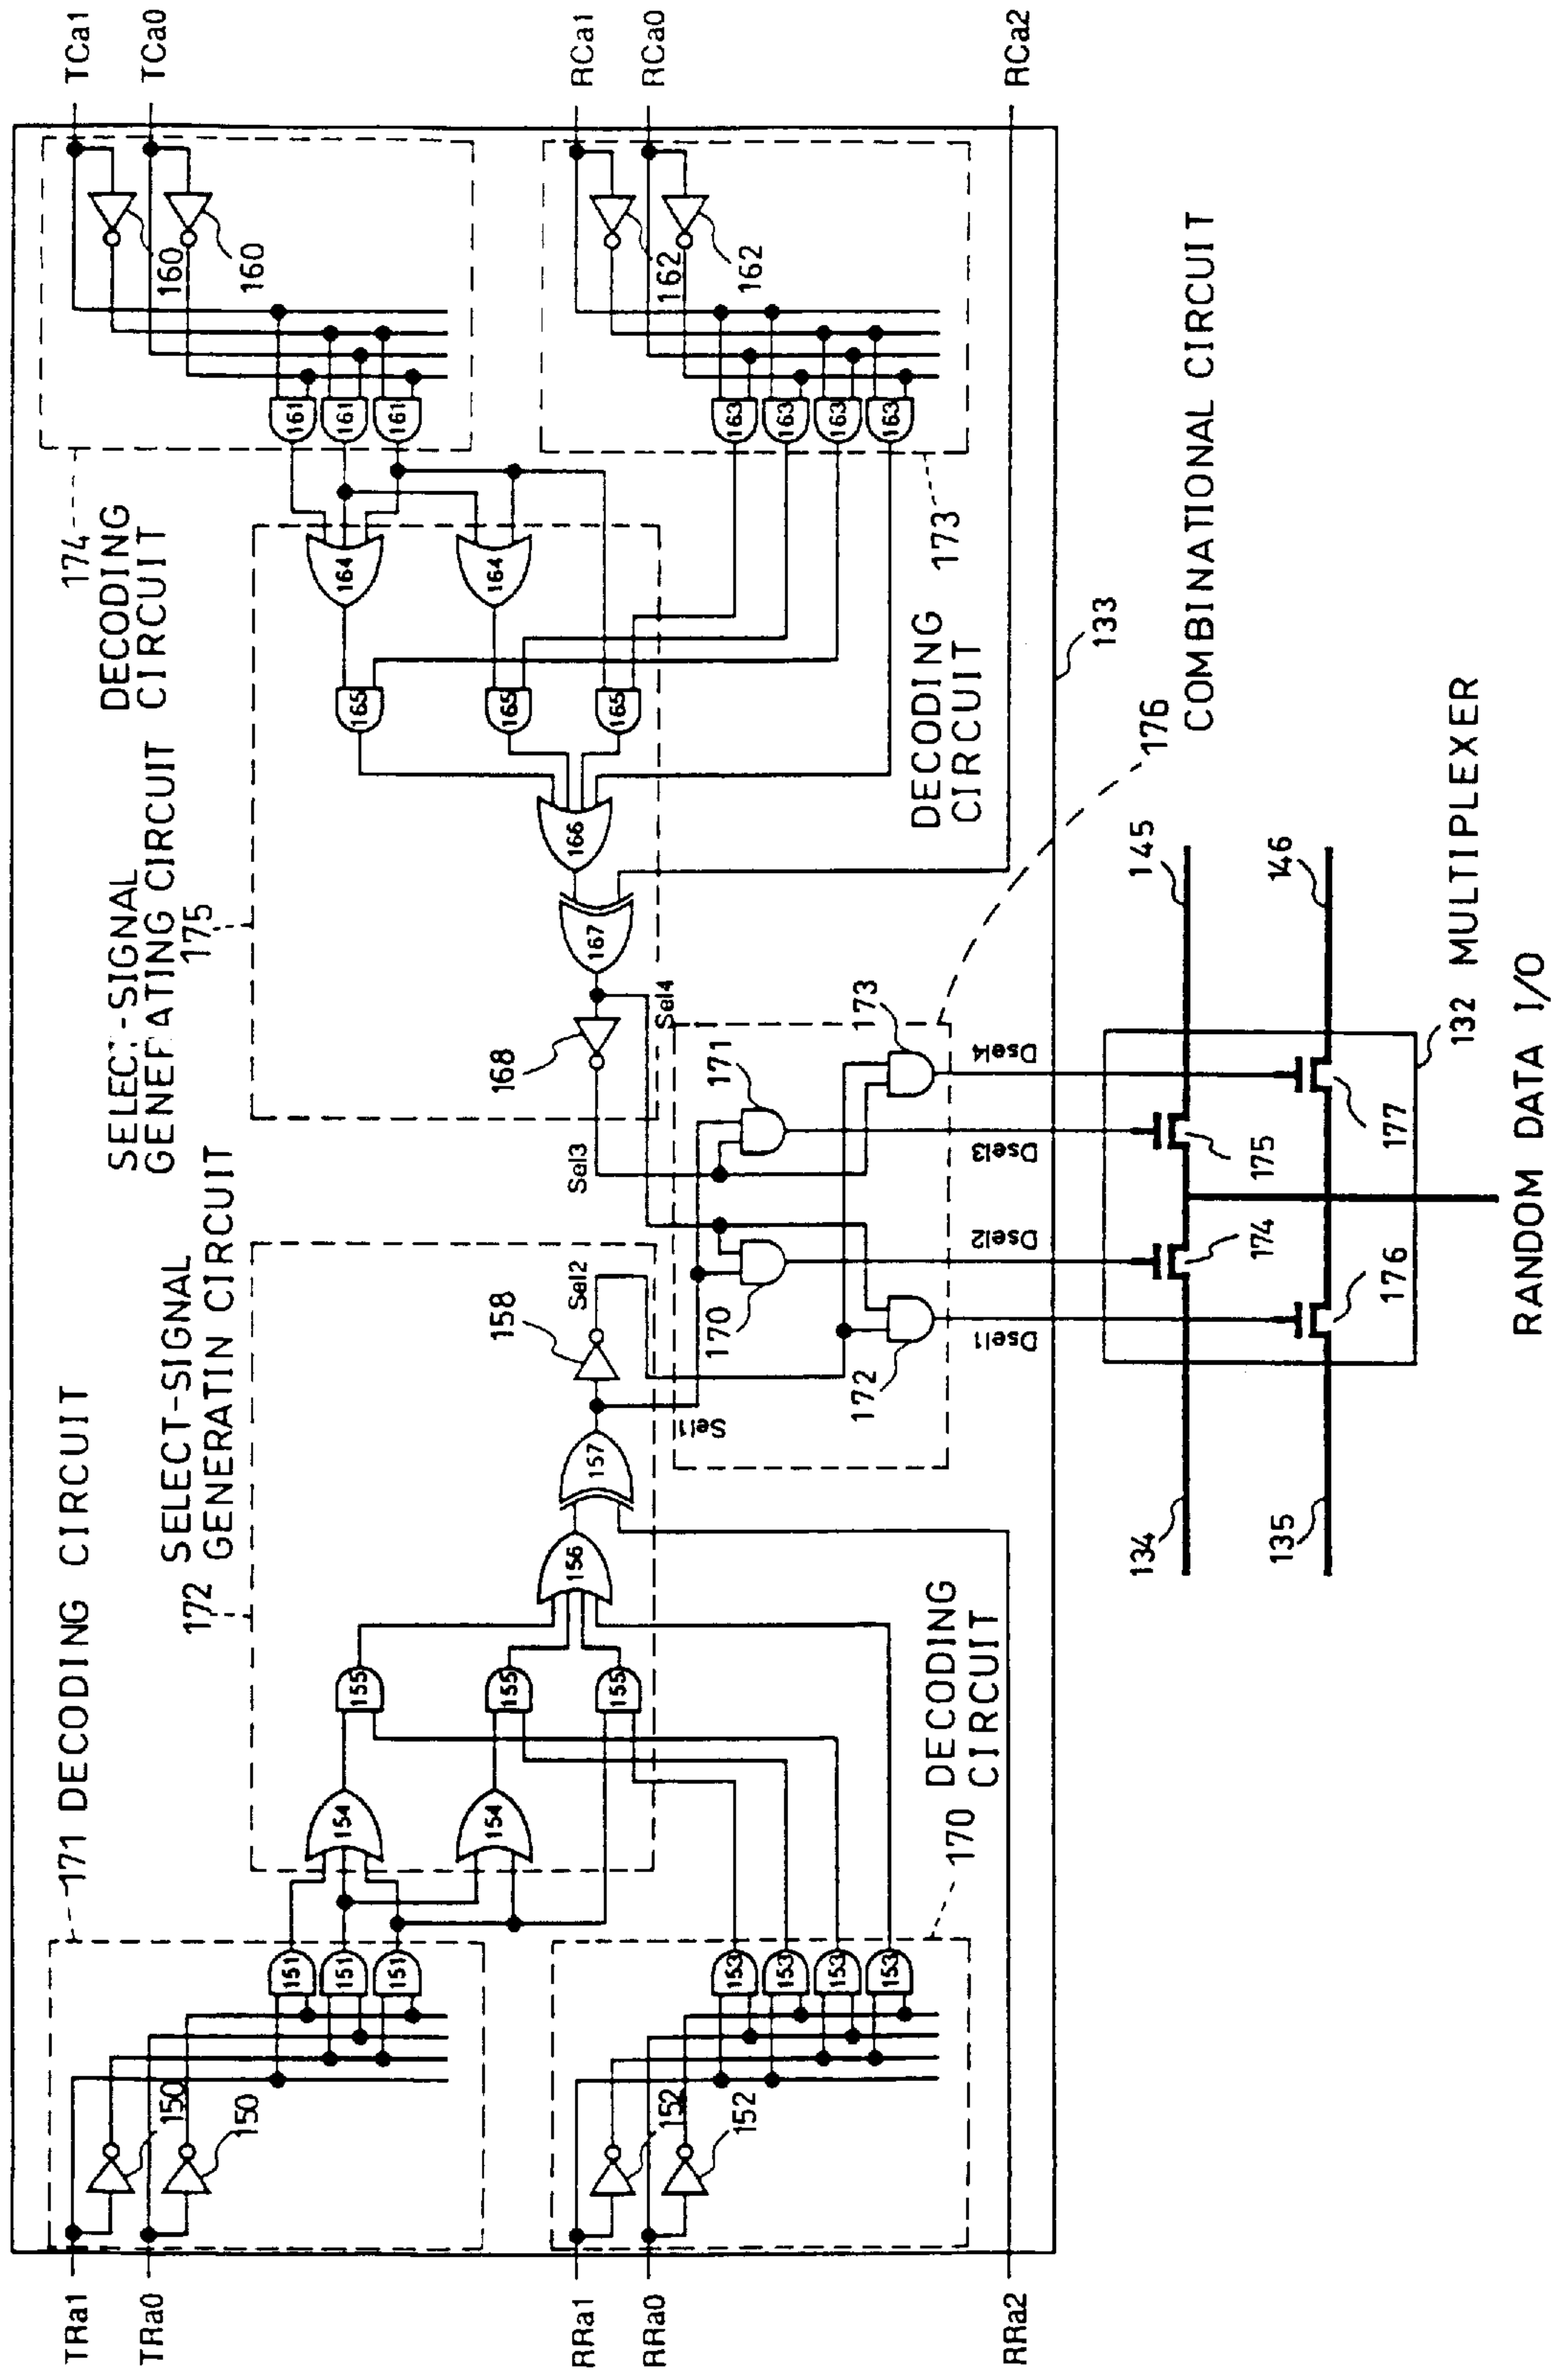 171 DECODING CIRCUIT
172 SELECT-SIGNAL
GENERATIN CIRCUIT
SELECT-SIGNAL
GENEFATING CIRCUIT
175
174
DECODING
CIRCUIT
TRa1
TRa0
RRa1
RRa0
RRa2
TCa1
TCa0
RCa1
RCa0
RCa2
150
150
151
151
151
152
152
153
153
153
153
154
154
155
155
155
156
157
158
Sel1
Sel2
170 DECODING
CIRCUIT
160
160
161
161
161
162
162
163
163
163
163
164
164
165
165
165
166
167
168
Sel3
Sel4
173
DECODING
CIRCUIT
133
170
171
172
173
176
COMBINATIONAL CIRCUIT
Dsel1
Dsel2
Dsel3
Dsel4
134
135
145
146
174
175
176
177
132 MULTIPLEXER
RANDOM DATA I/O